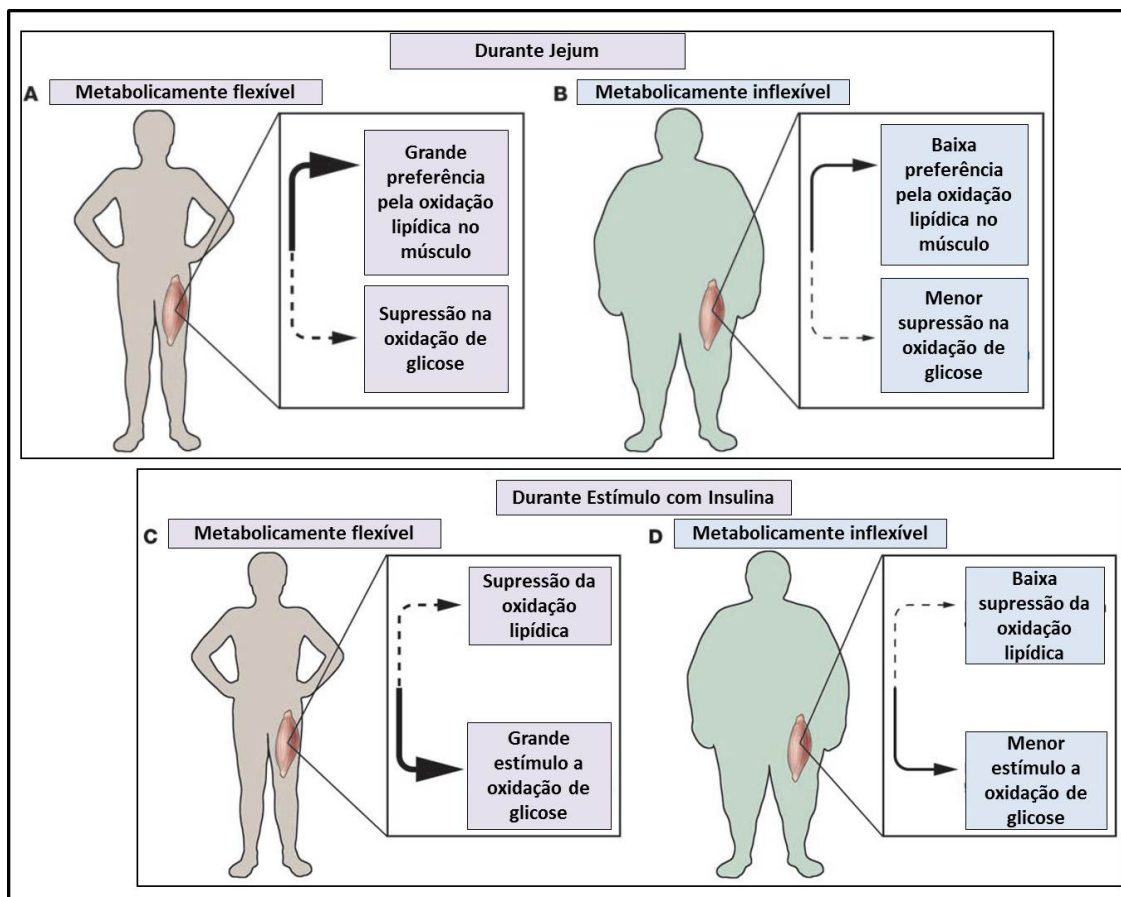 Durante Jejum
A
Metabolicamente flexível
B
Metabolicamente inflexível
Grande
preferência
pela oxidação
lipídica no
músculo
Supressão na
oxidação de
glicose
Baixa
preferência
pela oxidação
lipídica no
músculo
Menor
supressão na
oxidação de
glicose
Durante Estímulo com Insulina
C
Metabolicamente flexível
D
Metabolicamente inflexível
Supressão da
oxidação
lipídica
Grande
estímulo a
oxidação de
glicose
Baixa
supressão da
oxidação
lipídica
Menor
estímulo a
oxidação de
glicose